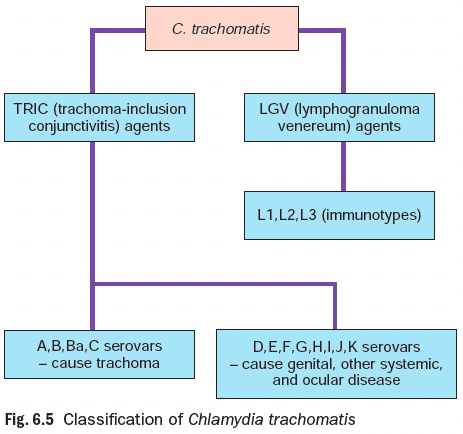 C. trachomatis
TRIC (trachoma-inclusion
conjunctivitis) agents
LGV (lymphogranuloma
venereum) agents
L1,L2,L3 (immunotypes)
A,B,Ba,C serovars
– cause trachoma
D,E,F,G,H,I,J,K serovars
– cause genital, other systemic,
and ocular disease
Fig. 6.5 Classification of Chlamydia trachomatis